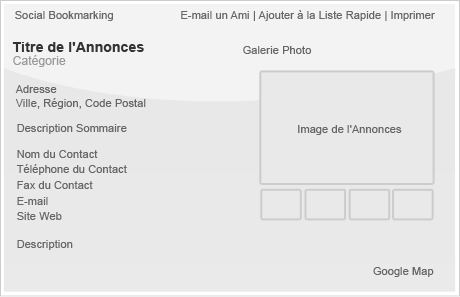 Social Bookmarking
E-mail un Ami | Ajouter à la Liste Rapide | Imprimer
Titre de l'Annonces
Catégorie
Galerie Photo
Adresse
Ville, Région, Code Postal
Description Sommaire
Image de l'Annonces
Nom du Contact
Téléphone du Contact
Fax du Contact
E-mail
Site Web
Description
Google Map